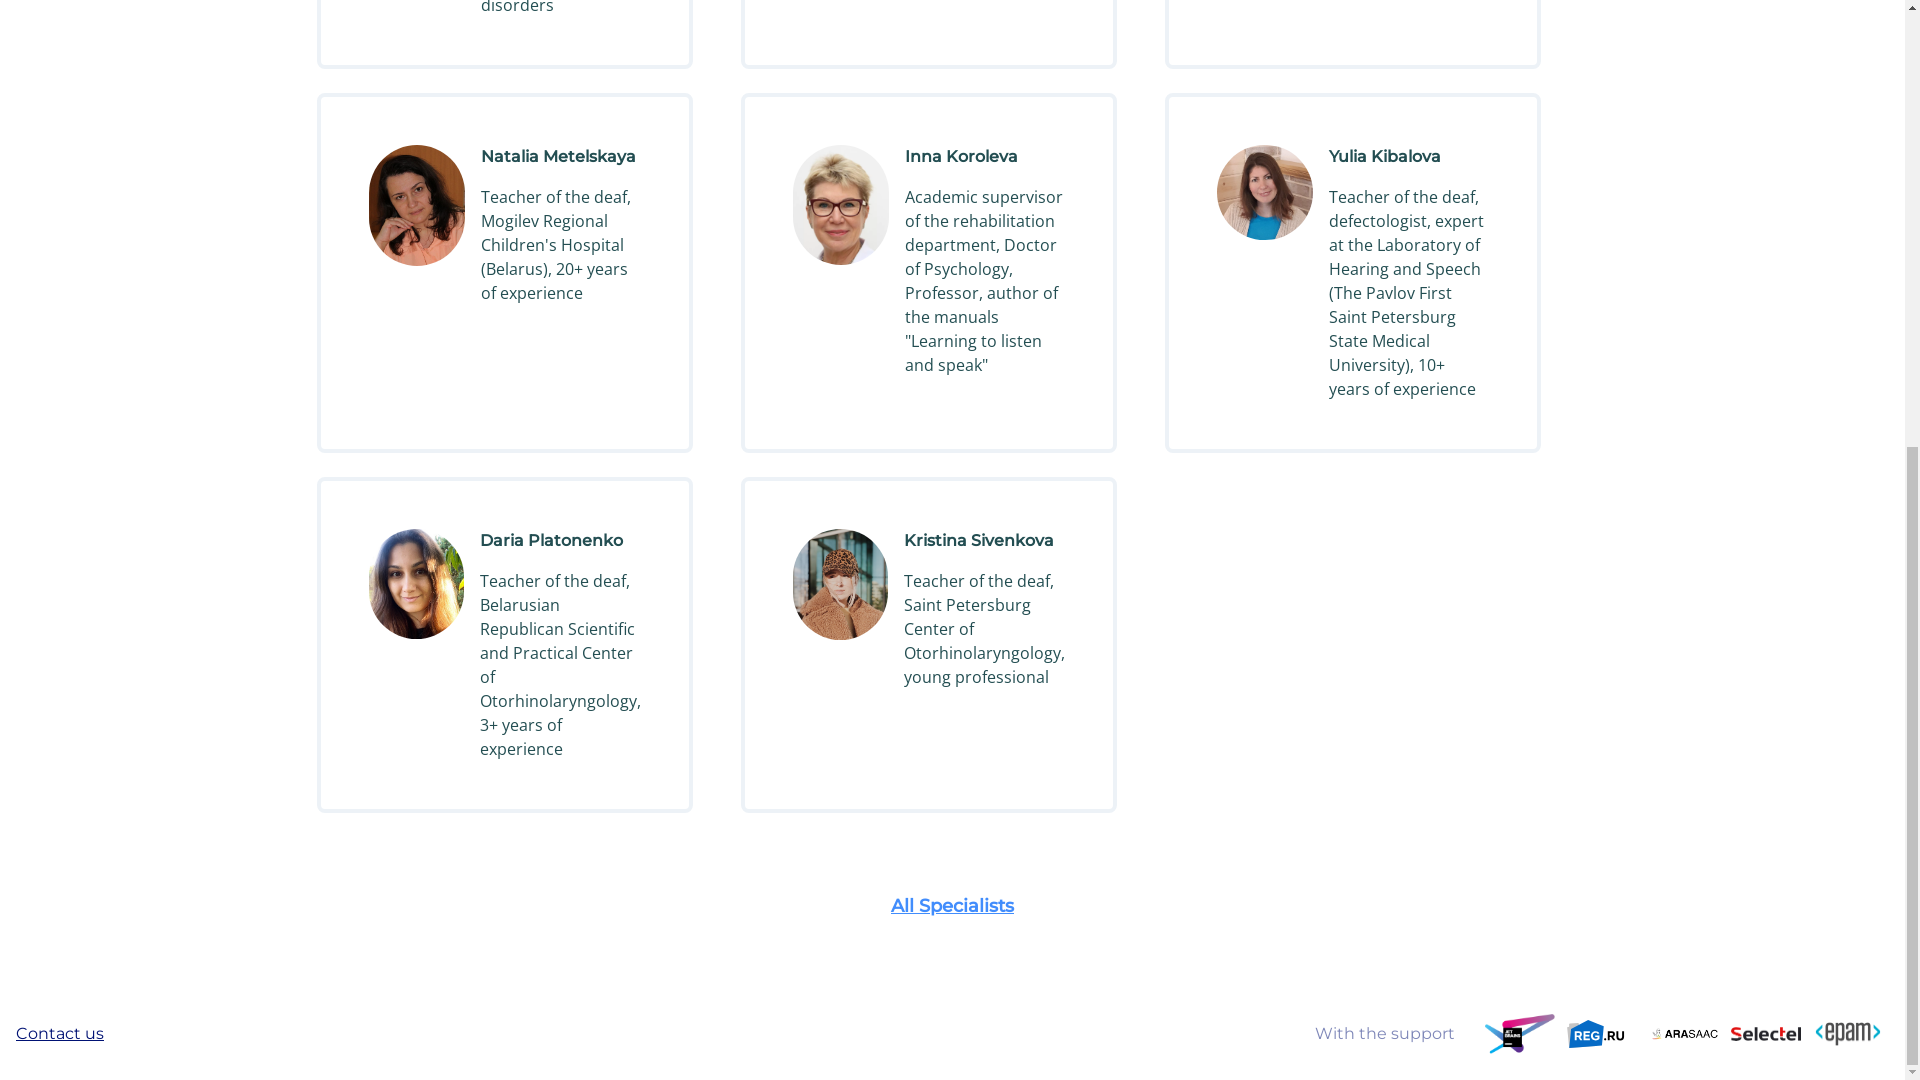 disorders
Natalia Metelskaya
Teacher of the deaf,
Mogilev Regional
Children's Hospital
(Belarus), 20+ years
of experience
Inna Koroleva
Academic supervisor
of the rehabilitation
department, Doctor
of Psychology,
Professor, author of
the manuals
"Learning to listen
and speak"
Yulia Kibalova
Teacher of the deaf,
defectologist, expert
at the Laboratory of
Hearing and Speech
(The Pavlov First
Saint Petersburg
State Medical
University), 10+
years of experience
Daria Platonenko
Teacher of the deaf,
Belarusian
Republican Scientific
and Practical Center
of
Otorhinolaryngology,
3+ years of
experience
Kristina Sivenkova
Teacher of the deaf,
Saint Petersburg
Center of
Otorhinolaryngology,
young professional
All Specialists
Contact us
With the support
JET
BRAINS
REG.RU
ARASAAC
Selectel
<epam>